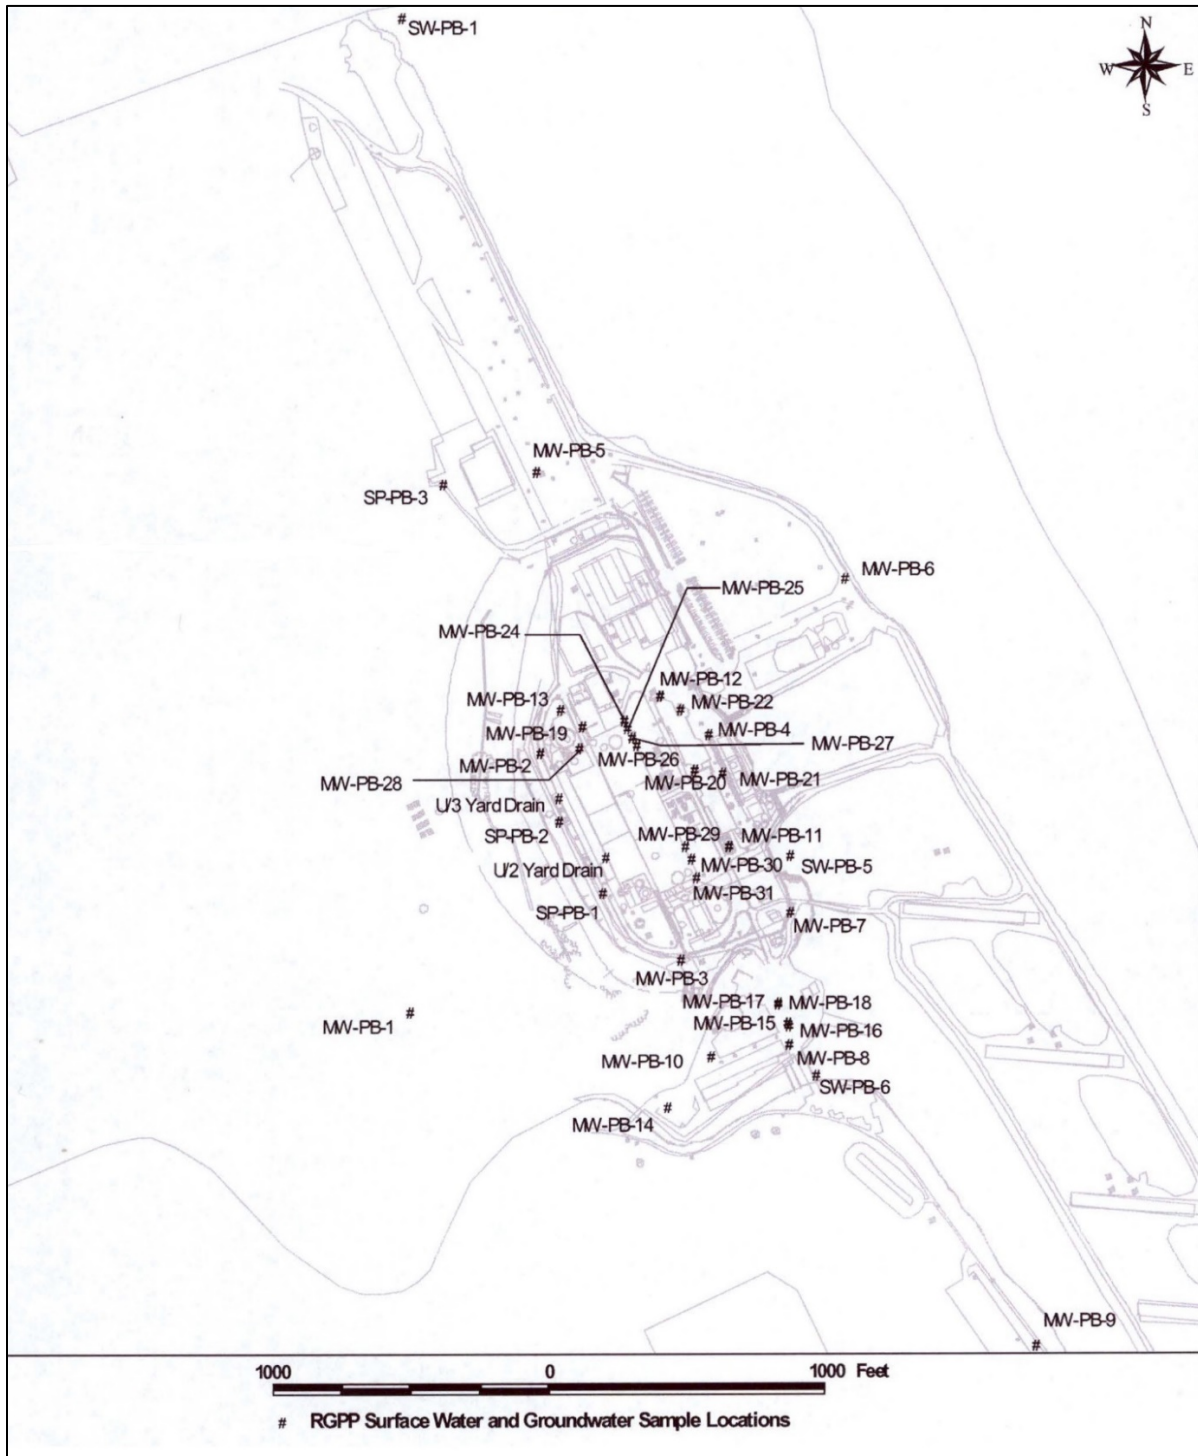 SW-PB-1
N
W E
S
MW-PB-5
SP-PB-3
MW-PB-6
MW-PB-25
MW-PB-24
MW-PB-12
MW-PB-13
MW-PB-22
MW-PB-19
MW-PB-4
MW-PB-27
MW-PB-26
MW-PB-2
MW-PB-28
MW-PB-20
MW-PB-21
U/3 Yard Drain
SP-PB-2
MW-PB-29
MW-PB-11
U/2 Yard Drain
MW-PB-30
SW-PB-5
MW-PB-31
SP-PB-1
MW-PB-7
MW-PB-3
MW-PB-17
MW-PB-18
MW-PB-1
MW-PB-15
MW-PB-16
MW-PB-10
MW-PB-8
SW-PB-6
MW-PB-14
MW-PB-9
1000 0 1000 Feet
# RGPP Surface Water and Groundwater Sample Locations